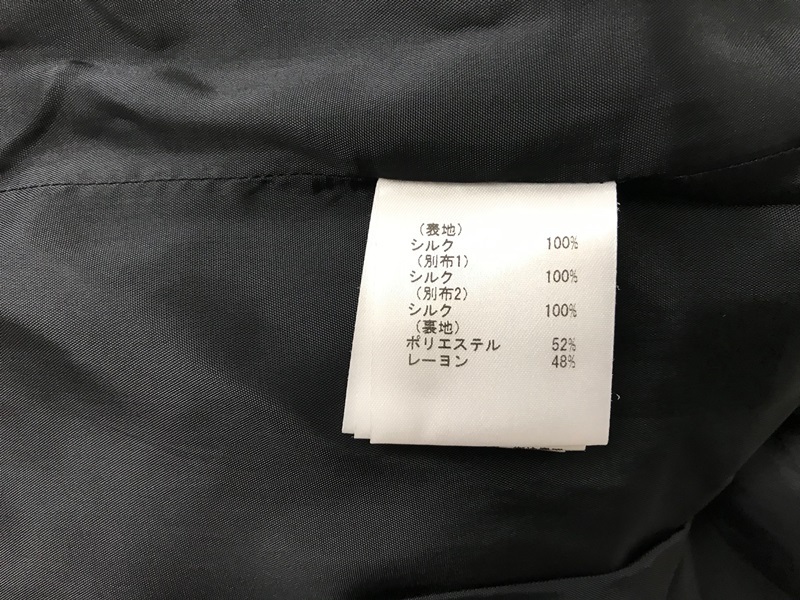 （表地）
シルク 100%
（別布1）
シルク 100%
（別布2）
シルク 100%
（裏地）
ポリエステル 52%
レーヨン 48%